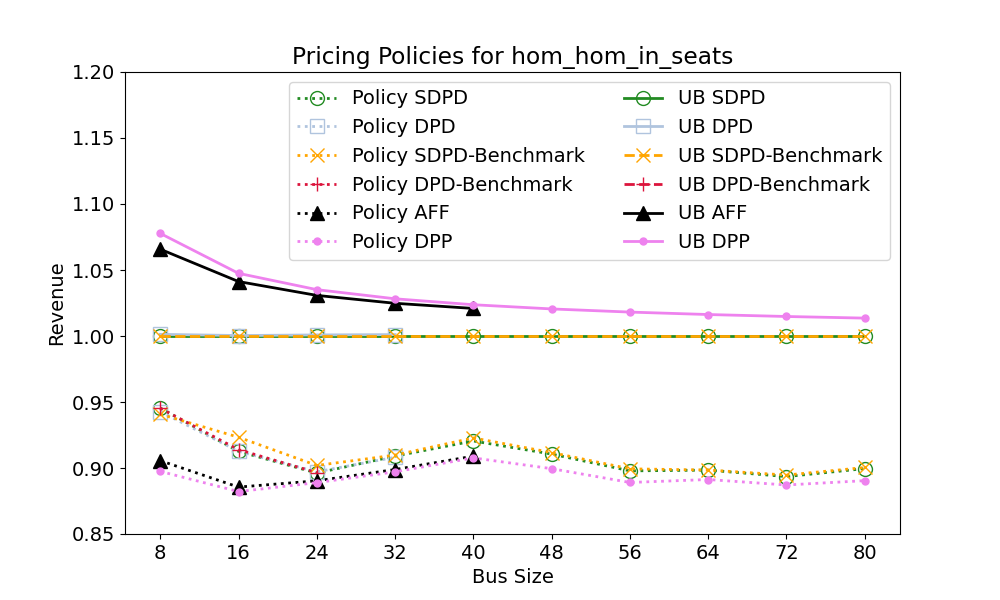 Pricing Policies for hom_hom_in_seats
1.20
1.15
1.10
1.05
1.00
0.95
0.90
0.85
Revenue
Policy SDPD
Policy DPD
Policy SDPD-Benchmark
Policy DPD-Benchmark
Policy AFF
Policy DPP
UB SDPD
UB DPD
UB SDPD-Benchmark
UB DPD-Benchmark
UB AFF
UB DPP
8 16 24 32 40 48 56 64 72 80
Bus Size